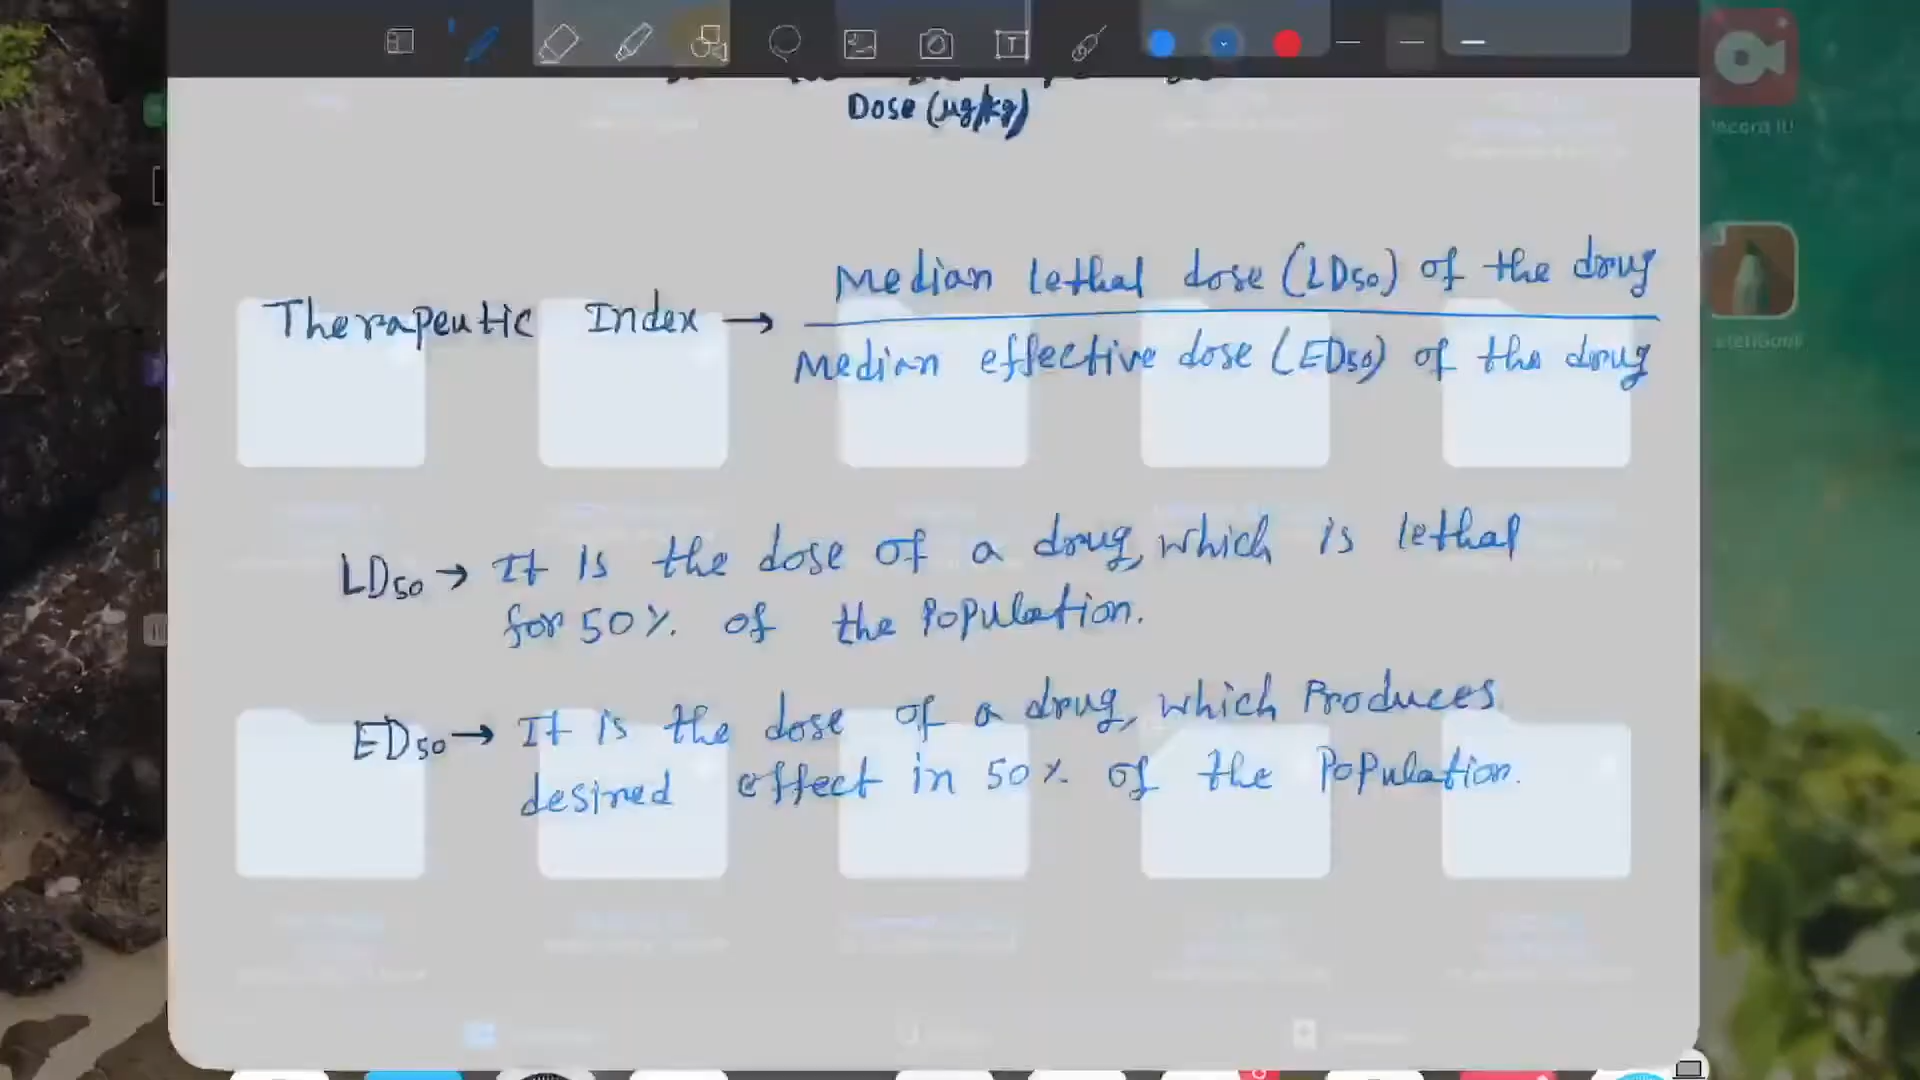 Dose (μg/kg)
Therapeutic Index → Median lethal dose (LD50) of the drug
Median effective dose (ED50) of the drug
LD50 → It is the dose of a drug, which is lethal
for 50% of the Population.
ED50 → It is the dose of a drug, which Produces
desired effect in 50% of the Population.